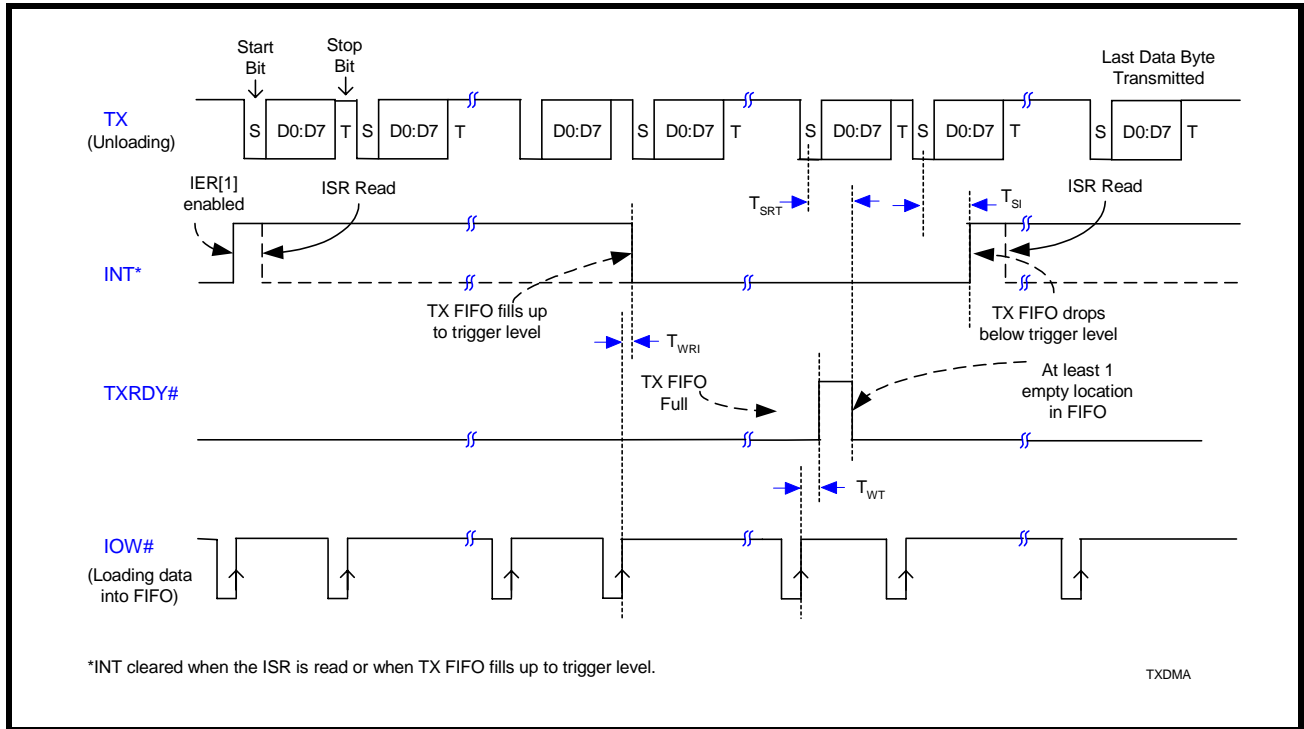 Start
Bit
Stop
Bit
Last Data Byte
Transmitted
TX
(Unloading)
S D0:D7 T S D0:D7 T D0:D7 S D0:D7 T S D0:D7 T S D0:D7 T S D0:D7 T
IER[1]
enabled
ISR Read
TSRT
TSI
ISR Read
INT*
TX FIFO fills up
to trigger level
TX FIFO drops
below trigger level
TWRI
TXRDY#
TX FIFO
Full
At least 1
empty location
in FIFO
TWT
IOW#
(Loading data
into FIFO)
*INT cleared when the ISR is read or when TX FIFO fills up to trigger level.
TXDMA